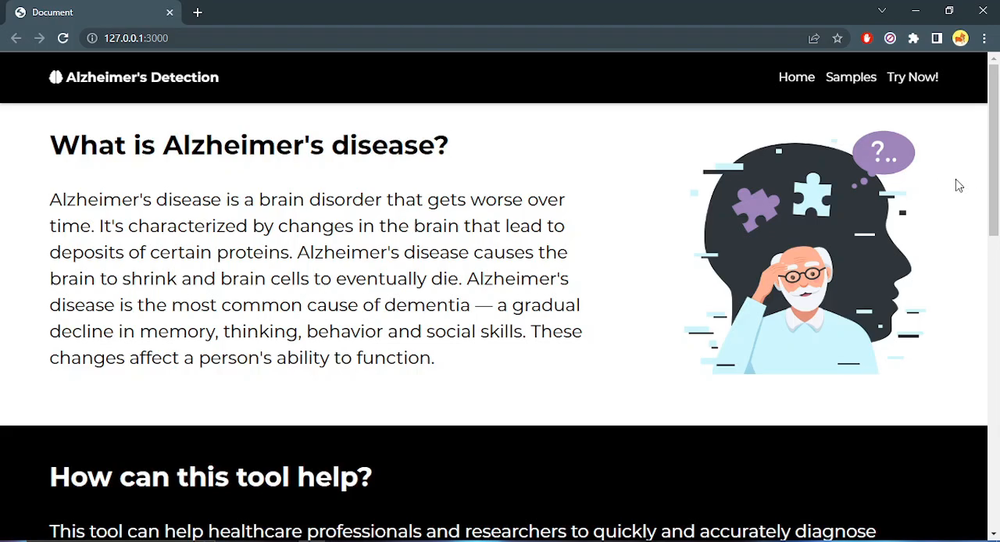 Document
127.0.0.1:3000
Alzheimer's Detection
Home Samples Try Now!
What is Alzheimer's disease?
Alzheimer's disease is a brain disorder that gets worse over
time. It's characterized by changes in the brain that lead to
deposits of certain proteins. Alzheimer's disease causes the
brain to shrink and brain cells to eventually die. Alzheimer's
disease is the most common cause of dementia — a gradual
decline in memory, thinking, behavior and social skills. These
changes affect a person's ability to function.
?..
How can this tool help?
This tool can help healthcare professionals and researchers to quickly and accurately diagnose